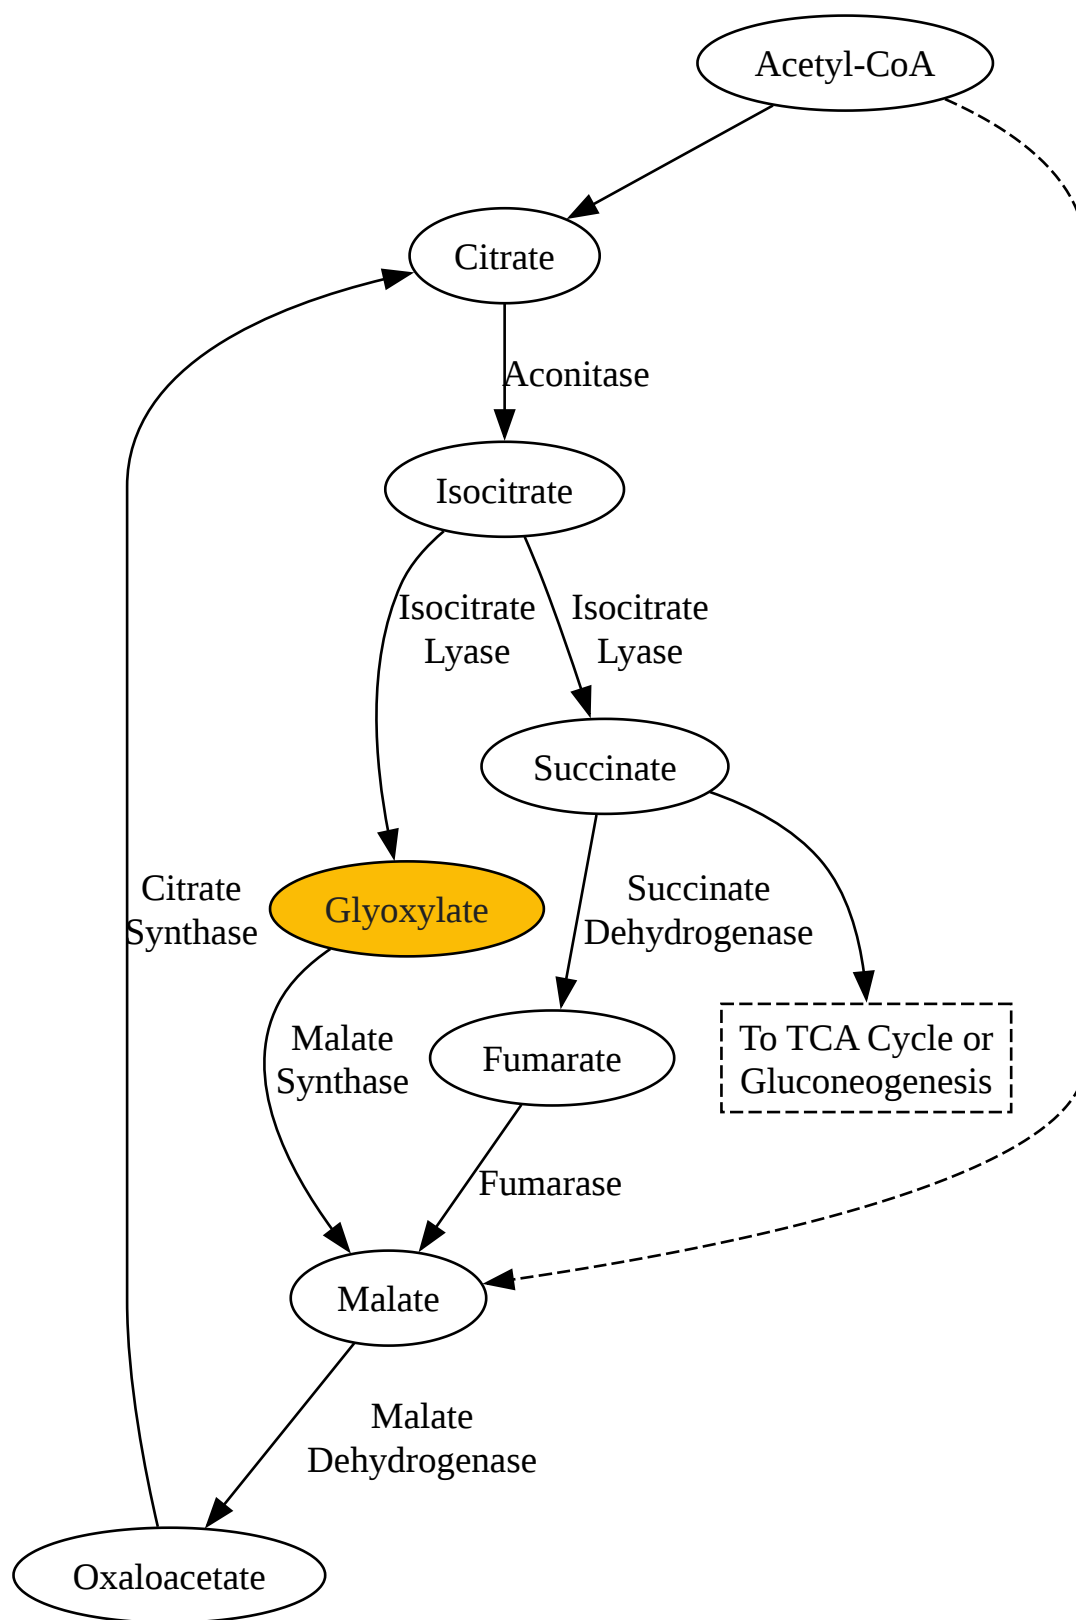 Acetyl-CoA
Citrate
Aconitase
Isocitrate
Isocitrate
Lyase
Isocitrate
Lyase
Succinate
Citrate
Synthase
Glyoxylate
Succinate
Dehydrogenase
Malate
Synthase
Fumarate
To TCA Cycle or
Gluconeogenesis
Fumarase
Malate
Malate
Dehydrogenase
Oxaloacetate